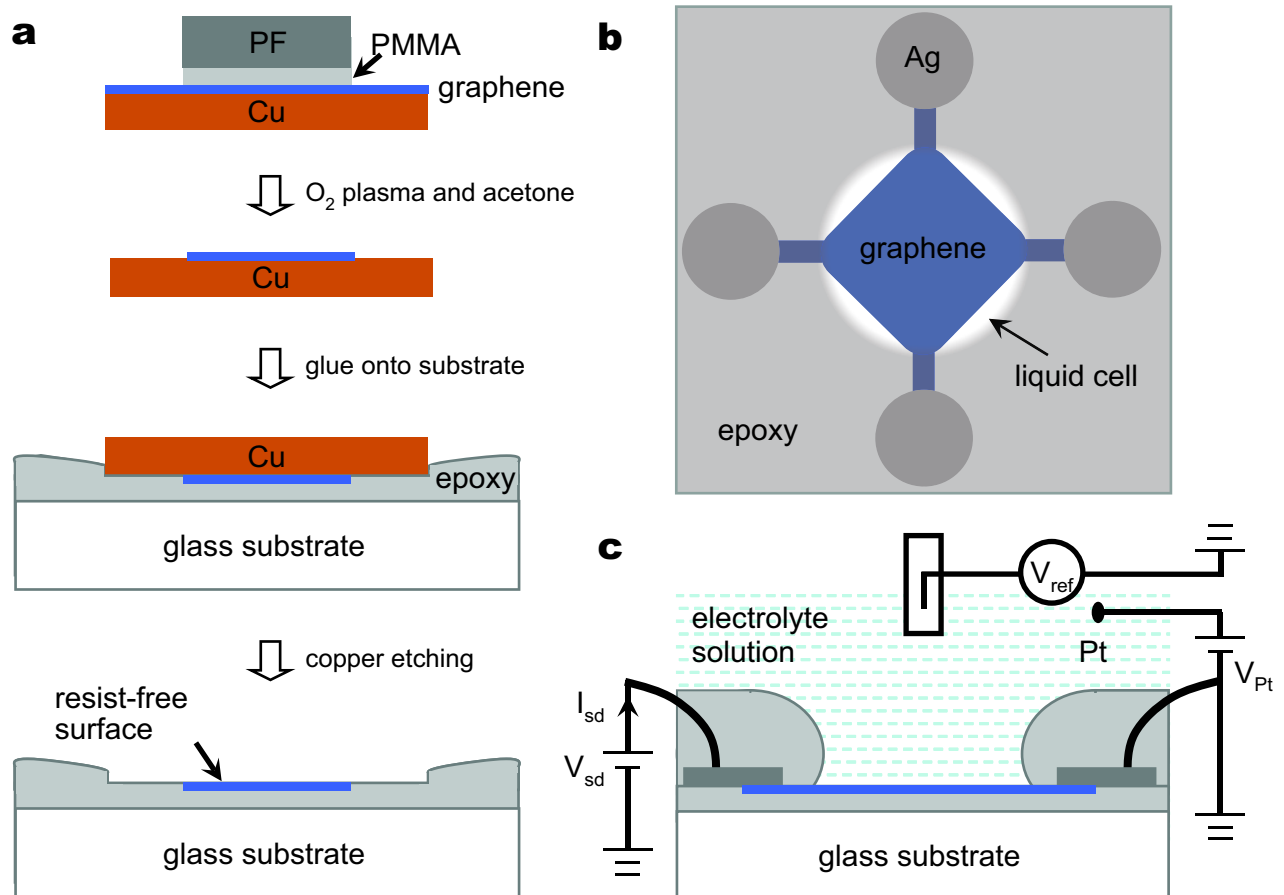 a
PF
PMMA
graphene
Cu
O2 plasma and acetone
Cu
glue onto substrate
Cu
epoxy
glass substrate
copper etching
resist-free
surface
glass substrate
b
Ag
graphene
liquid cell
epoxy
c
Vref
electrolyte
solution
Pt
VPt
Isd
Vsd
glass substrate